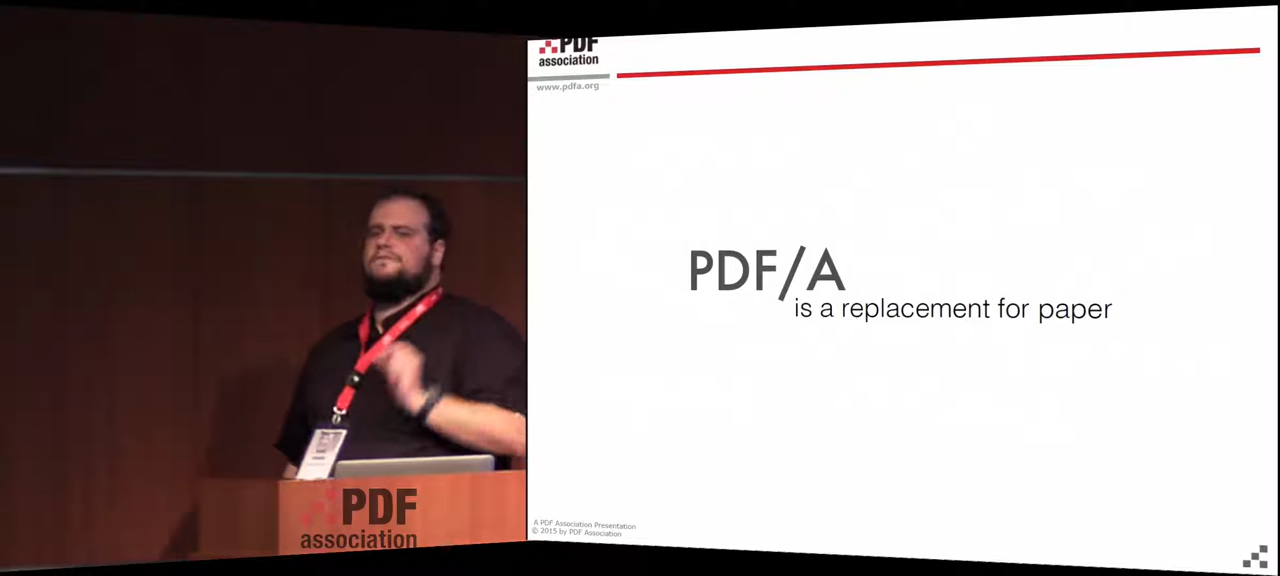 PDF
association
www.pdfa.org
PDF/A
is a replacement for paper
A PDF Association Presentation
© 2015 by PDF Association
PDF
association